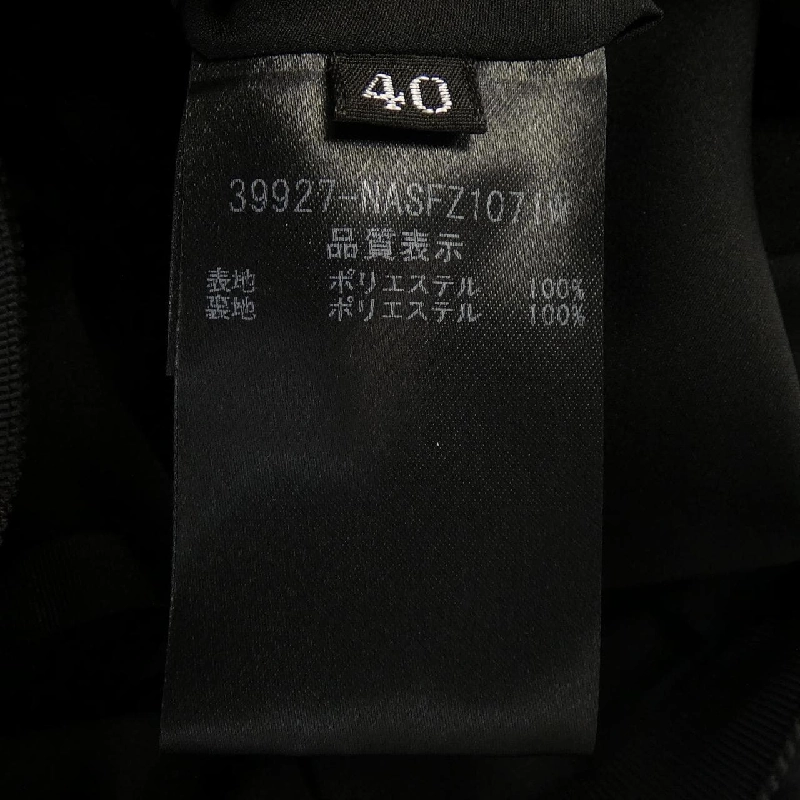 40
39927-NASFZ1071W
品質表示
表地 ポリエステル 100%
裏地 ポリエステル 100%